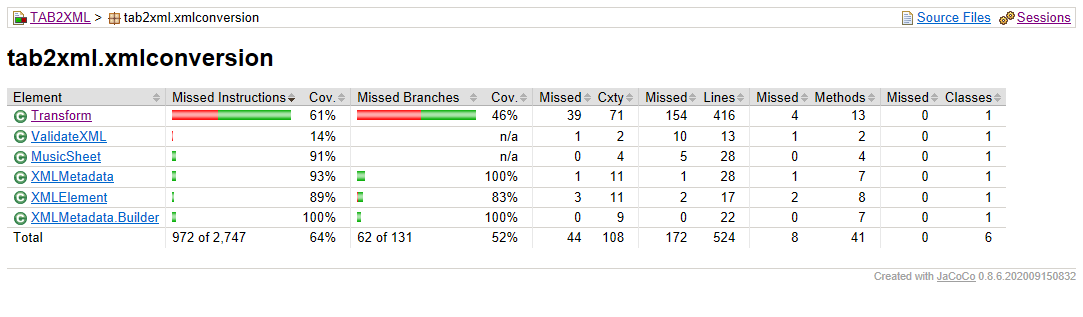 TAB2XML > tab2xml.xmlconversion Source Files Sessions
tab2xml.xmlconversion
Element Missed Instructions Cov. Missed Branches Cov. Missed Cxty Missed Lines Missed Methods Missed Classes
Transform 61% 46% 39 71 154 416 4 13 0 1
ValidateXML 14% n/a 1 2 10 13 1 2 0 1
MusicSheet 91% n/a 0 4 5 28 0 4 0 1
XMLMetadata 93% 100% 1 11 1 28 1 7 0 1
XMLElement 89% 83% 3 11 2 17 2 8 0 1
XMLMetadata.Builder 100% 100% 0 9 0 22 0 7 0 1
Total 972 of 2,747 64% 62 of 131 52% 44 108 172 524 8 41 0 6
Created with JaCoCo 0.8.6.202009150832